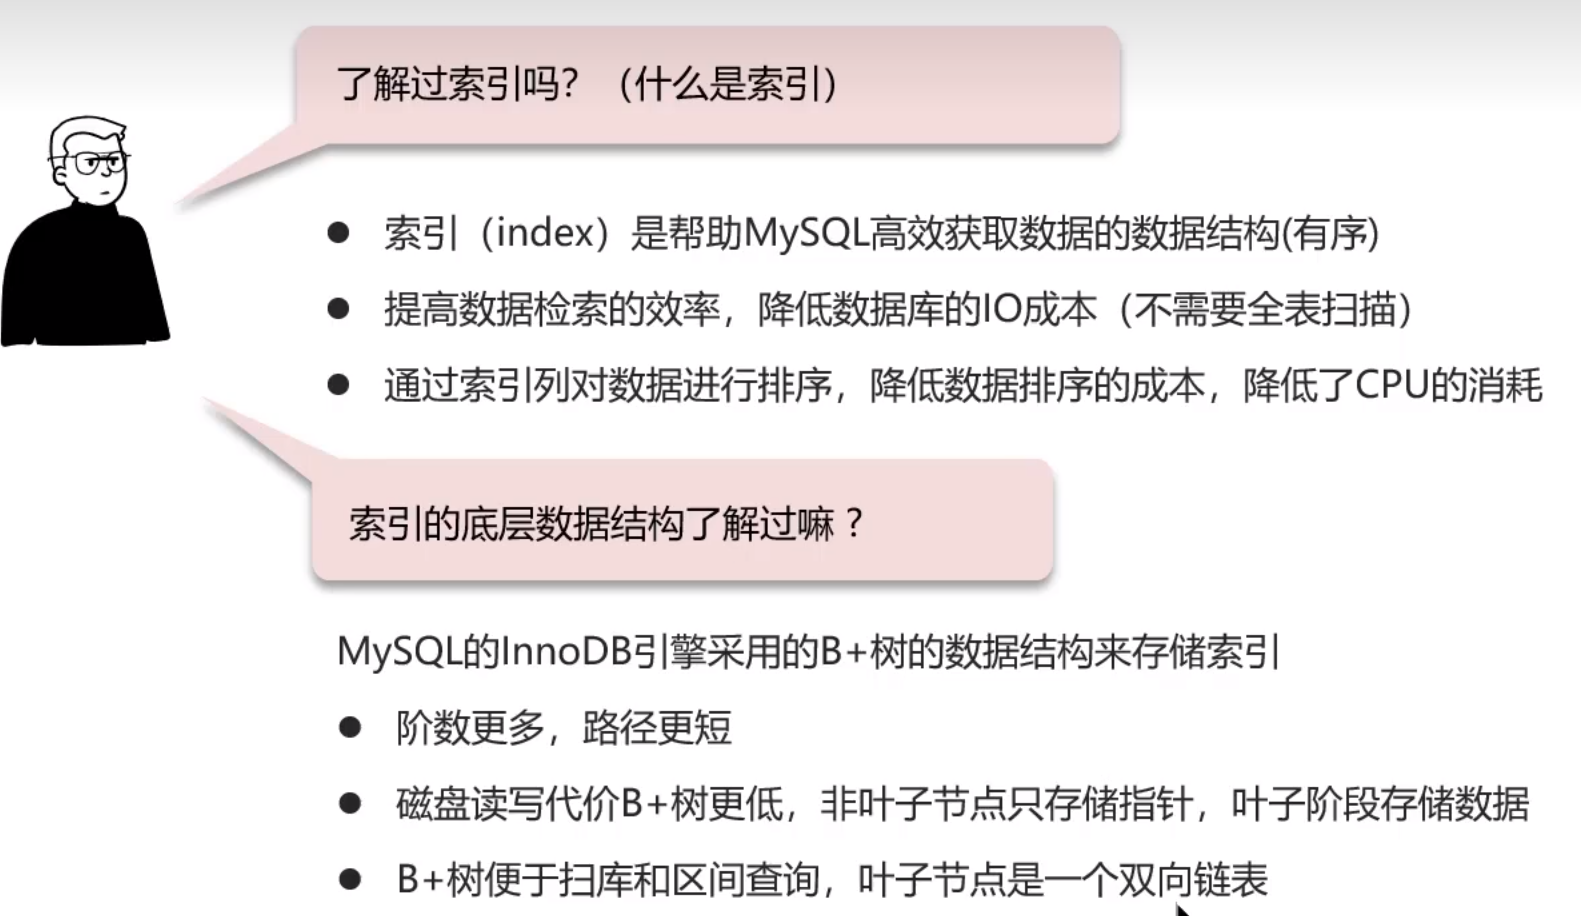 了解过索引吗？（什么是索引）
● 索引（index）是帮助MySQL高效获取数据的数据结构(有序)
● 提高数据检索的效率，降低数据库的IO成本（不需要全表扫描）
● 通过索引列对数据进行排序，降低数据排序的成本，降低了CPU的消耗
索引的底层数据结构了解过嘛？
MySQL的InnoDB引擎采用的B+树的数据结构来存储索引
● 阶数更多，路径更短
● 磁盘读写代价B+树更低，非叶子节点只存储指针，叶子阶段存储数据
● B+树便于扫库和区间查询，叶子节点是一个双向链表